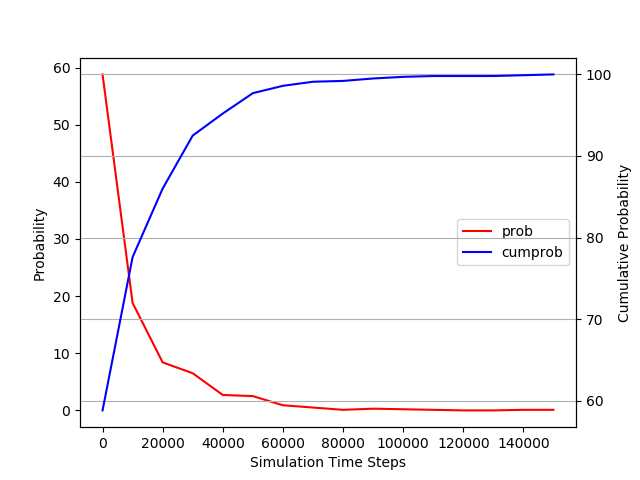 60
50
40
30
20
10
0
Probability
100
90
80
70
60
Cumulative Probability
prob
cumprob
0 20000 40000 60000 80000 100000 120000 140000
Simulation Time Steps